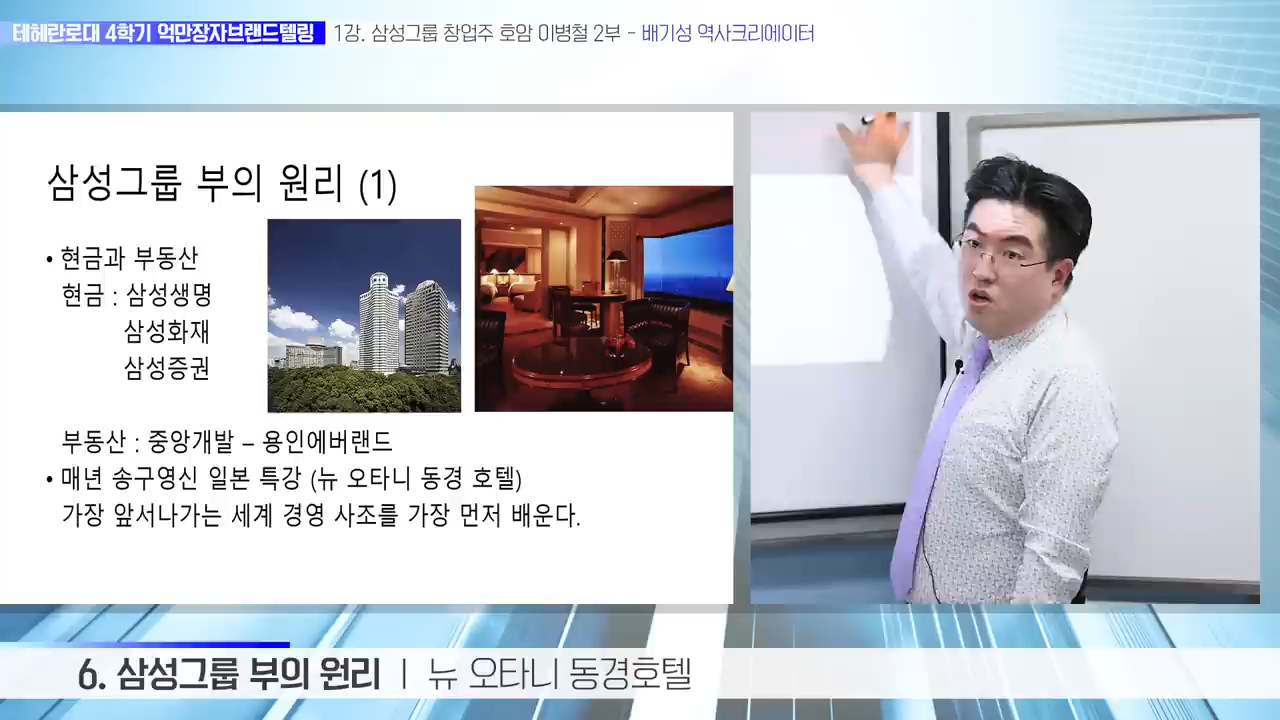 테헤란로대 4학기 억만장자브랜드텔링 1강. 삼성그룹 창업주 호암 이병철 2부 - 배기성 역사크리에이터
삼성그룹 부의 원리 (1)
• 현금과 부동산
현금 : 삼성생명
삼성화재
삼성증권
부동산 : 중앙개발 – 용인에버랜드
• 매년 송구영신 일본 특강 (뉴 오타니 동경 호텔)
가장 앞서나가는 세계 경영 사조를 가장 먼저 배운다.
6. 삼성그룹 부의 원리 ㅣ 뉴 오타니 동경호텔